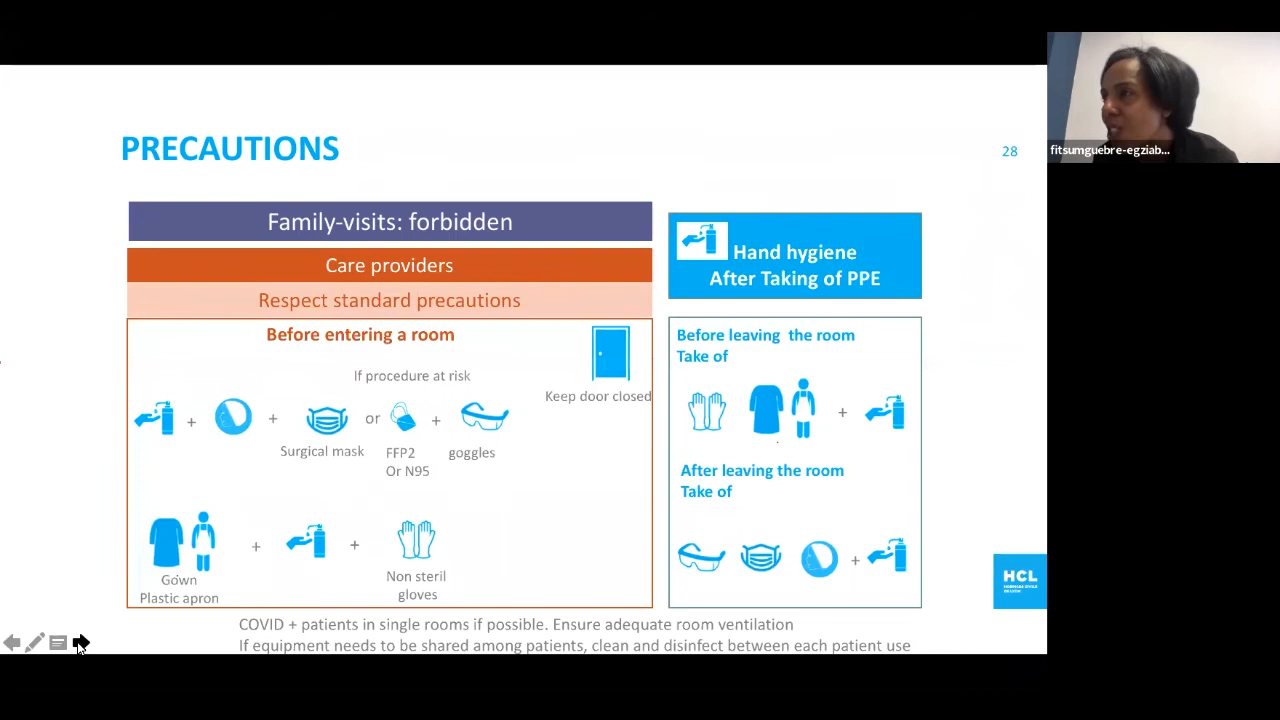 PRECAUTIONS
28
fitsumguebre-egziab...
Family-visits: forbidden
Care providers
Respect standard precautions
Before entering a room
If procedure at risk
Keep door closed
+
+
or
+
Surgical mask
FFP2
Or N95
goggles
+
+
Gown
Plastic apron
Non steril
gloves
Hand hygiene
After Taking of PPE
Before leaving the room
Take of
+
After leaving the room
Take of
+
HCL
HOSPICES CIVILS
DE LYON
COVID + patients in single rooms if possible. Ensure adequate room ventilation
If equipment needs to be shared among patients, clean and disinfect between each patient use